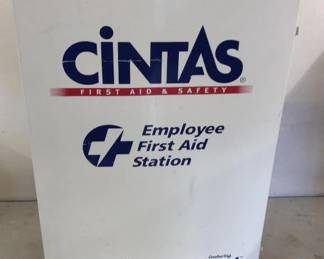 CiNTAS®
FIRST AID & SAFETY
Employee
First Aid
Station